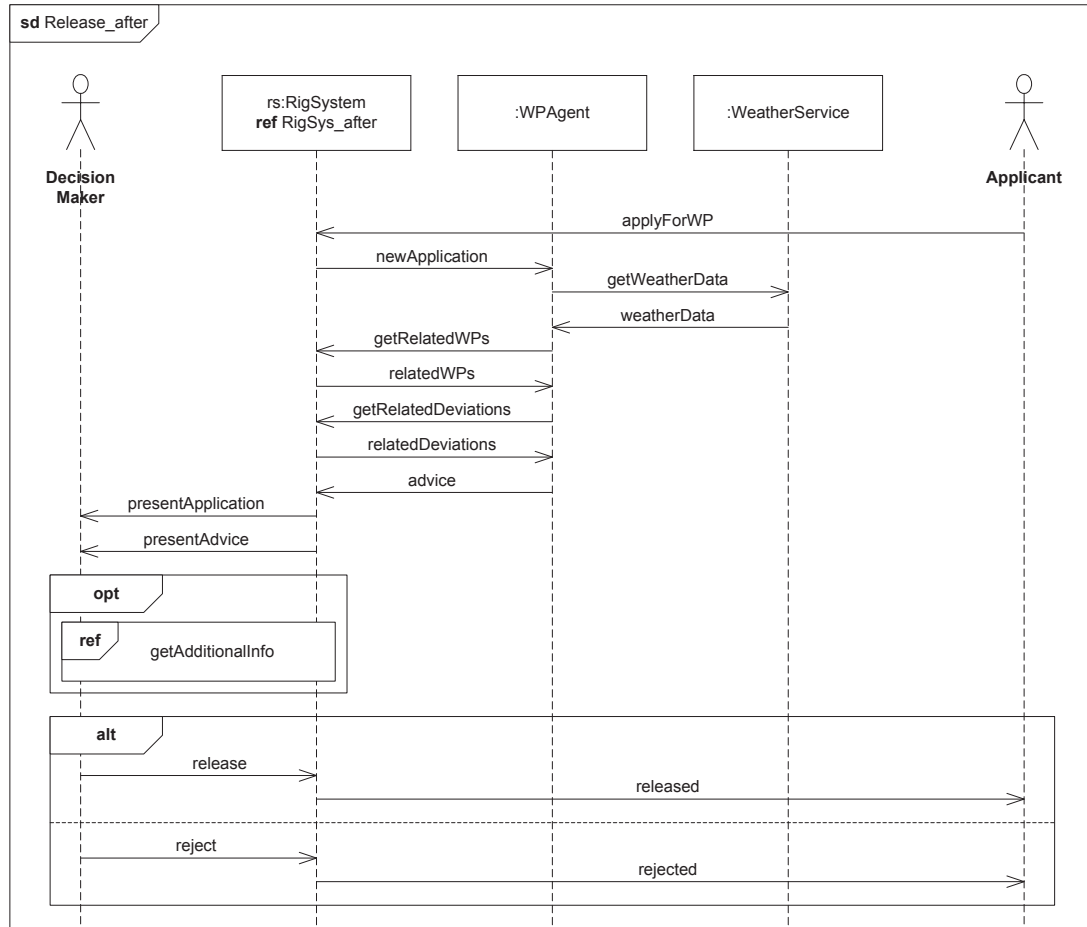 sd Release_after
rs:RigSystem
ref RigSys_after
:WPAgent
:WeatherService
Decision
Maker
Applicant
applyForWP
newApplication
getWeatherData
weatherData
getRelatedWPs
relatedWPs
getRelatedDeviations
relatedDeviations
advice
presentApplication
presentAdvice
opt
ref
getAdditionalInfo
alt
release
released
reject
rejected